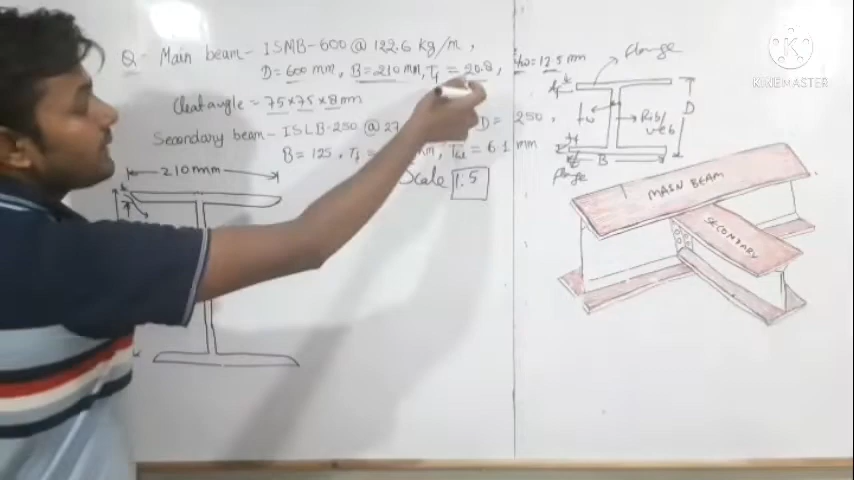 Q - Main beam - ISMB-600 @ 122.6 kg/m,
D = 600 mm, B = 210 mm, Tf = 20.8, tw = 12.5 mm
Cleat angle = 75 x 75 x 8 mm
Secondary beam - ISLB-250 @ 27 D = 250,
B = 125, Tf = mm, Tw = 6.1 mm
Scale 1.5
210 mm
flange
tf
tw
Rib/
web
D
tf
B
flange
MAIN BEAM
SECONDARY
KINEMASTER